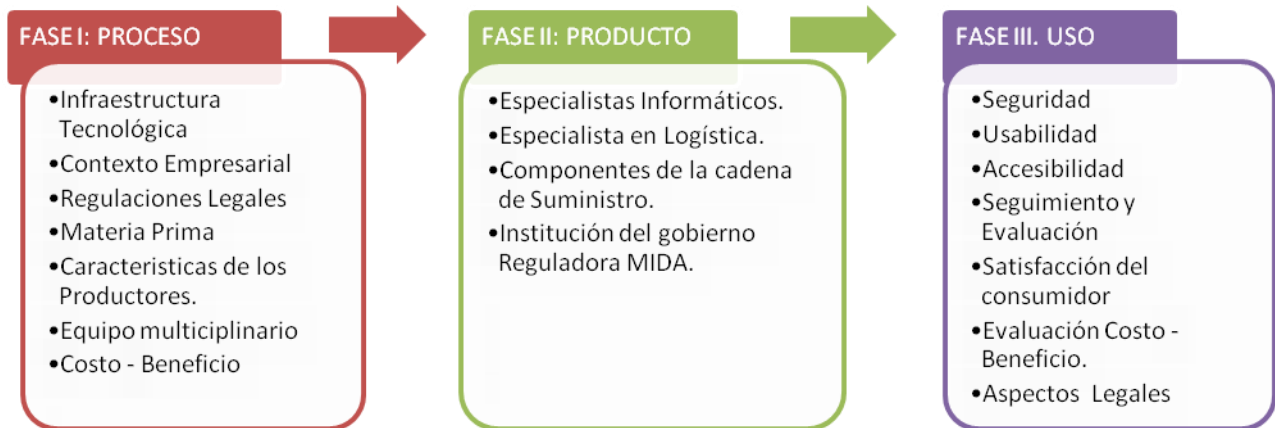 FASE I: PROCESO
•Infraestructura
Tecnológica
•Contexto Empresarial
•Regulaciones Legales
•Materia Prima
•Caracteristicas de los
Productores.
•Equipo multiciplinario
•Costo - Beneficio
FASE II: PRODUCTO
•Especialistas Informáticos.
•Especialista en Logística.
•Componentes de la cadena
de Suministro.
•Institución del gobierno
Reguladora MIDA.
FASE III. USO
•Seguridad
•Usabilidad
•Accesibilidad
•Seguimiento y
Evaluación
•Satisfacción del
consumidor
•Evaluación Costo -
Beneficio.
•Aspectos Legales